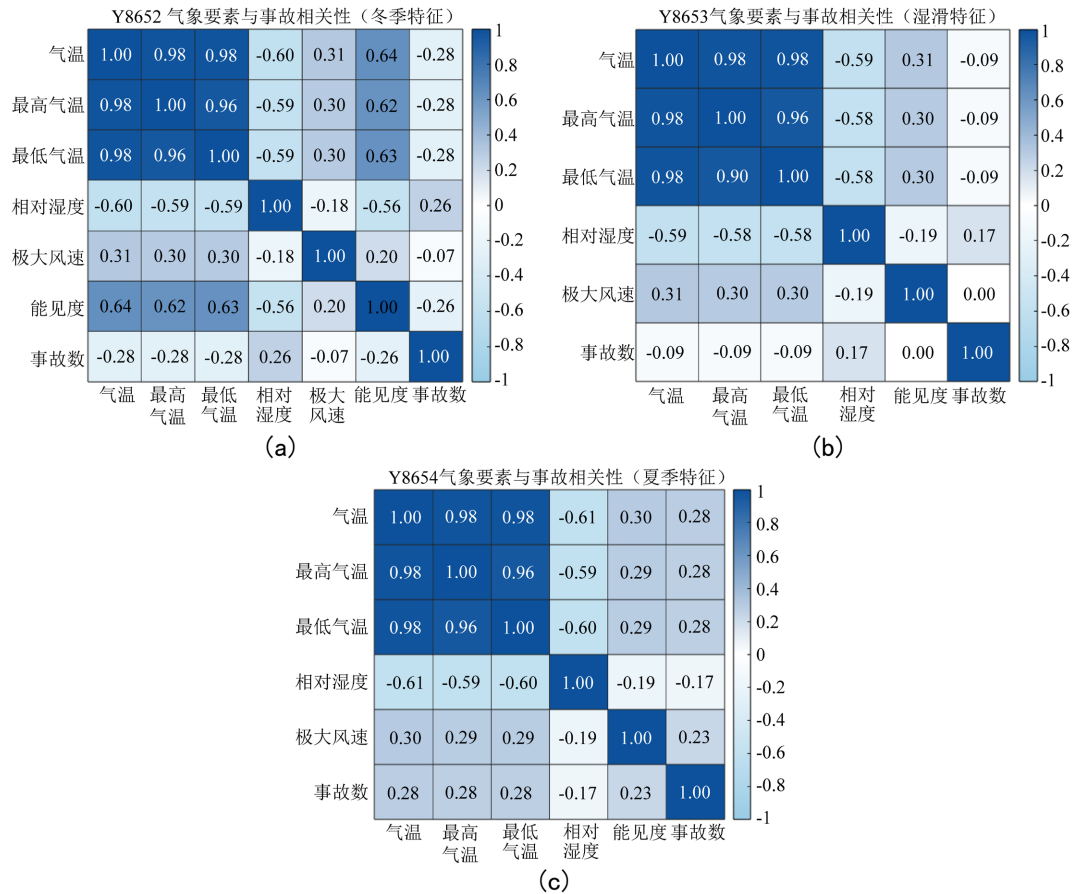 Y8652 气象要素与事故相关性（冬季特征）
气温 1.00 0.98 0.98 -0.60 0.31 0.64 -0.28
最高气温 0.98 1.00 0.96 -0.59 0.30 0.62 -0.28
最低气温 0.98 0.96 1.00 -0.59 0.30 0.63 -0.28
相对湿度 -0.60 -0.59 -0.59 1.00 -0.18 -0.56 0.26
极大风速 0.31 0.30 0.30 -0.18 1.00 0.20 -0.07
能见度 0.64 0.62 0.63 -0.56 0.20 1.00 -0.26
事故数 -0.28 -0.28 -0.28 0.26 -0.07 -0.26 1.00
气温 最高 最低 相对 极大 能见度 事故数
气温 气温 湿度 风速
1
0.8
0.6
0.4
0.2
0
-0.2
-0.4
-0.6
-0.8
-1
(a)
Y8653气象要素与事故相关性（湿滑特征）
气温 1.00 0.98 0.98 -0.59 0.31 -0.09
最高气温 0.98 1.00 0.96 -0.58 0.30 -0.09
最低气温 0.98 0.90 1.00 -0.58 0.30 -0.09
相对湿度 -0.59 -0.58 -0.58 1.00 -0.19 0.17
极大风速 0.31 0.30 0.30 -0.19 1.00 0.00
事故数 -0.09 -0.09 -0.09 0.17 0.00 1.00
气温 最高 最低 相对 能见度 事故数
气温 气温 湿度
1
0.8
0.6
0.4
0.2
0
-0.2
-0.4
-0.6
-0.8
-1
(b)
Y8654气象要素与事故相关性（夏季特征）
气温 1.00 0.98 0.98 -0.61 0.30 0.28
最高气温 0.98 1.00 0.96 -0.59 0.29 0.28
最低气温 0.98 0.96 1.00 -0.60 0.29 0.28
相对湿度 -0.61 -0.59 -0.60 1.00 -0.19 -0.17
极大风速 0.30 0.29 0.29 -0.19 1.00 0.23
事故数 0.28 0.28 0.28 -0.17 0.23 1.00
气温 最高 最低 相对 能见度 事故数
气温 气温 湿度
1
0.8
0.6
0.4
0.2
0
-0.2
-0.4
-0.6
-0.8
-1
(c)